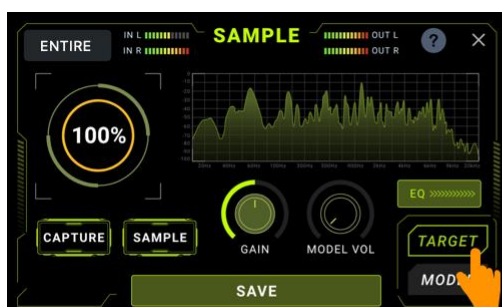 ENTIRE
IN L
IN R
SAMPLE
OUT L
OUT R
?
100%
EQ
CAPTURE
SAMPLE
GAIN
MODEL VOL
TARGET
SAVE